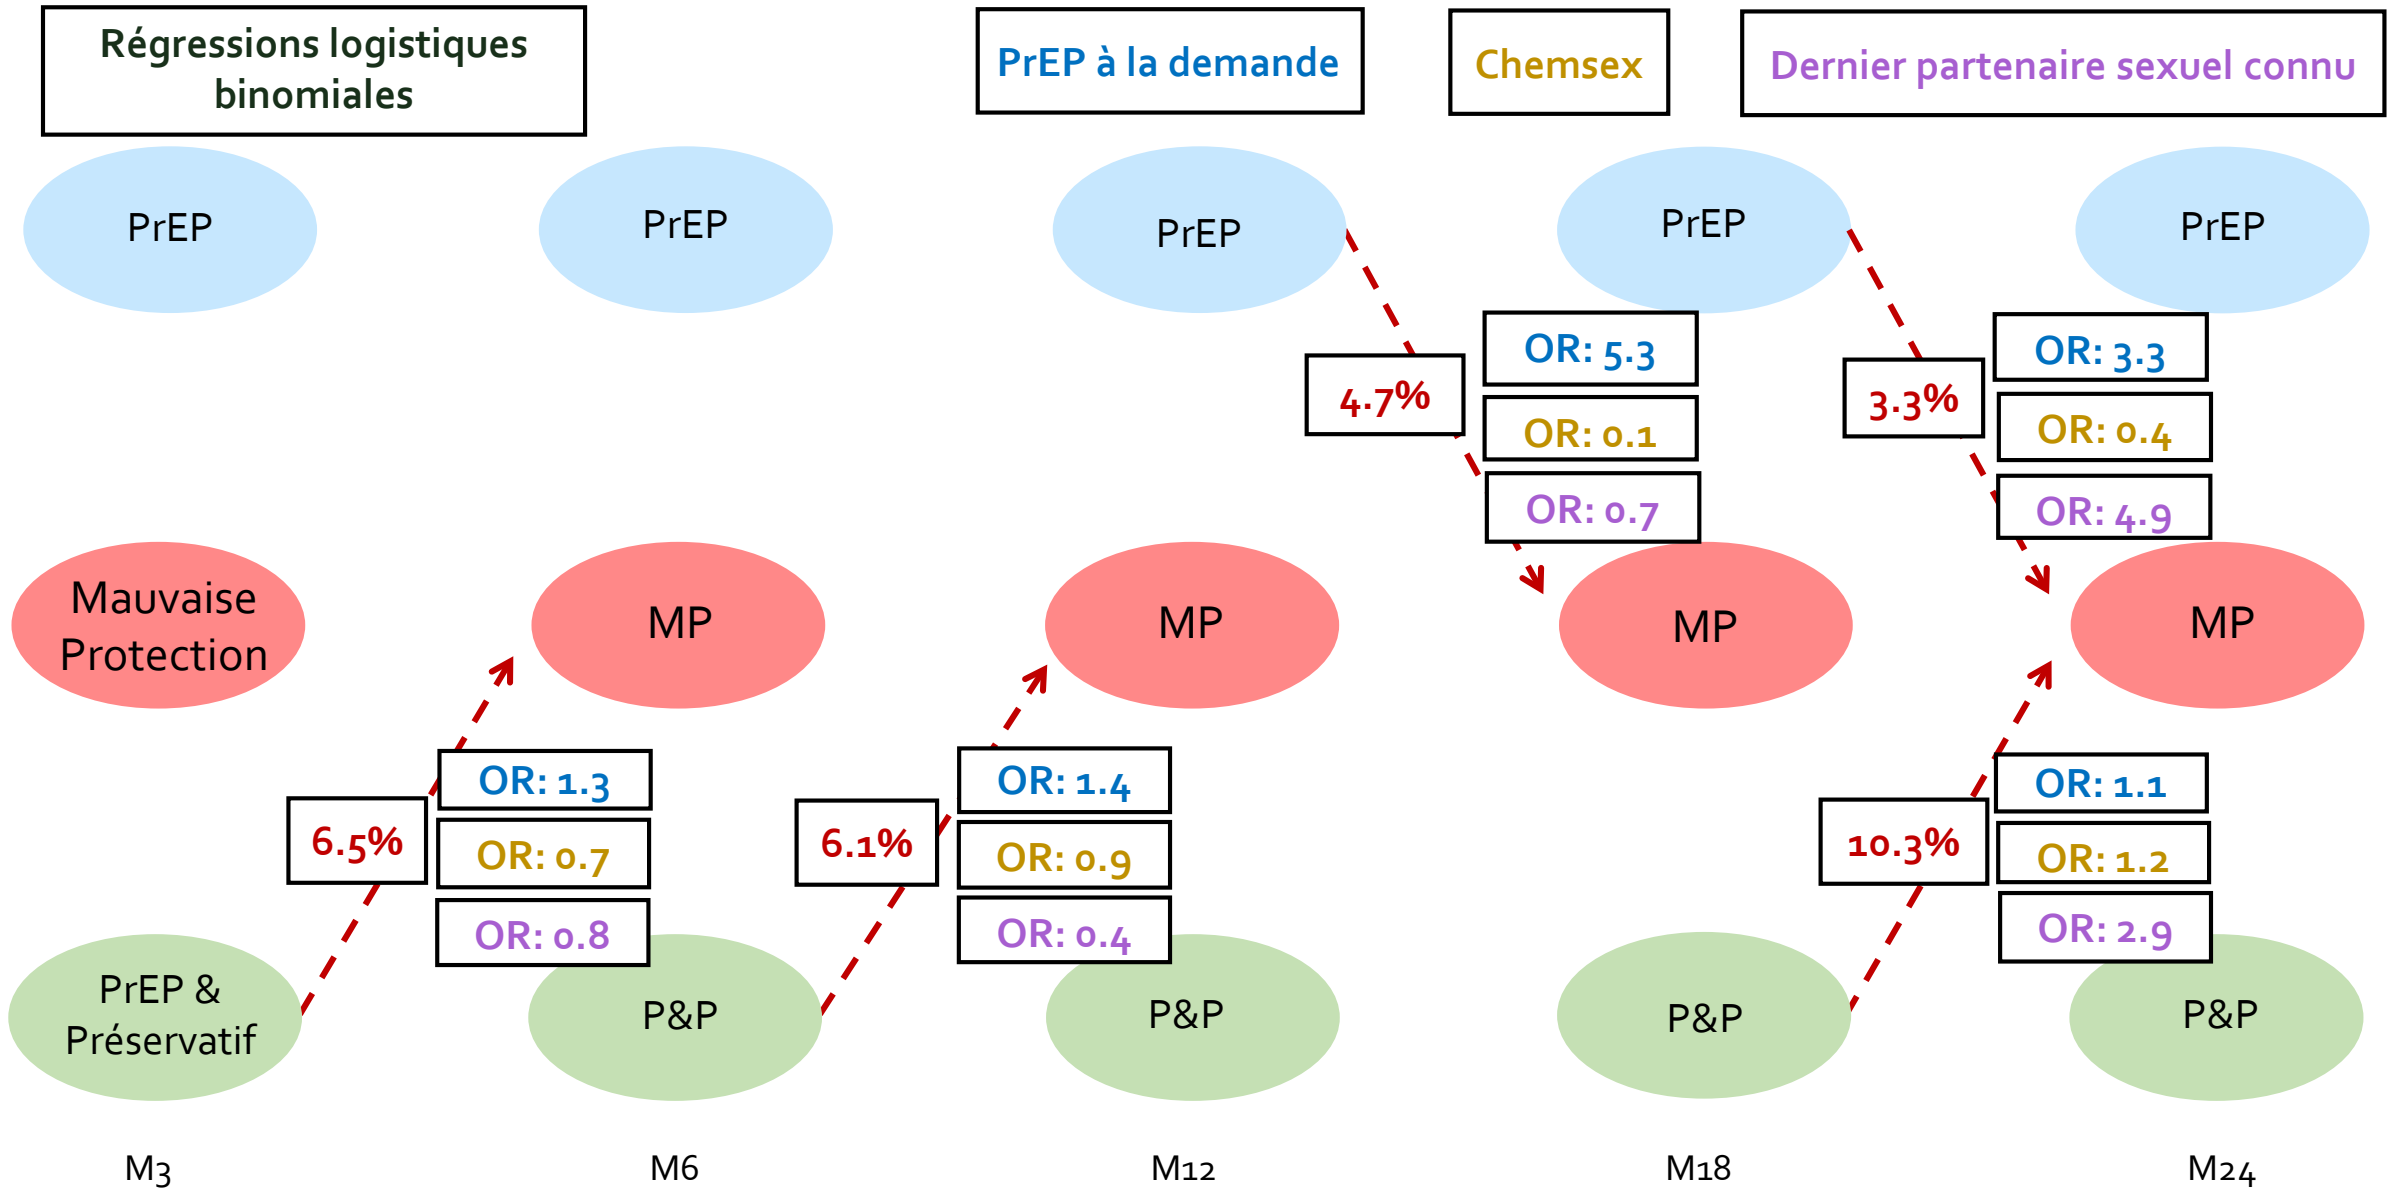 Régressions logistiques
binomiales
PrEP à la demande
Chemsex
Dernier partenaire sexuel connu
PrEP
PrEP
PrEP
PrEP
PrEP
4.7%
OR: 5.3
OR: 0.1
OR: 0.7
3.3%
OR: 3.3
OR: 0.4
OR: 4.9
Mauvaise
Protection
MP
MP
MP
MP
6.5%
OR: 1.3
OR: 0.7
OR: 0.8
6.1%
OR: 1.4
OR: 0.9
OR: 0.4
10.3%
OR: 1.1
OR: 1.2
OR: 2.9
PrEP &
Préservatif
P&P
P&P
P&P
P&P
M3
M6
M12
M18
M24